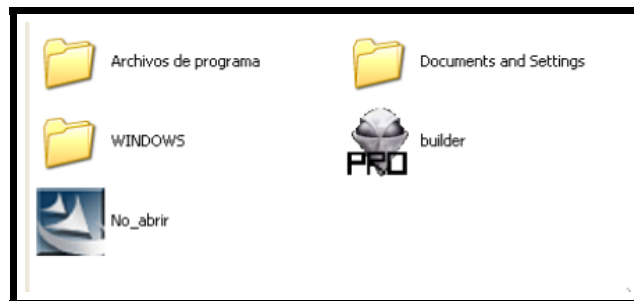 Archivos de programa
Documents and Settings
WINDOWS
PRO
builder
No_abrir